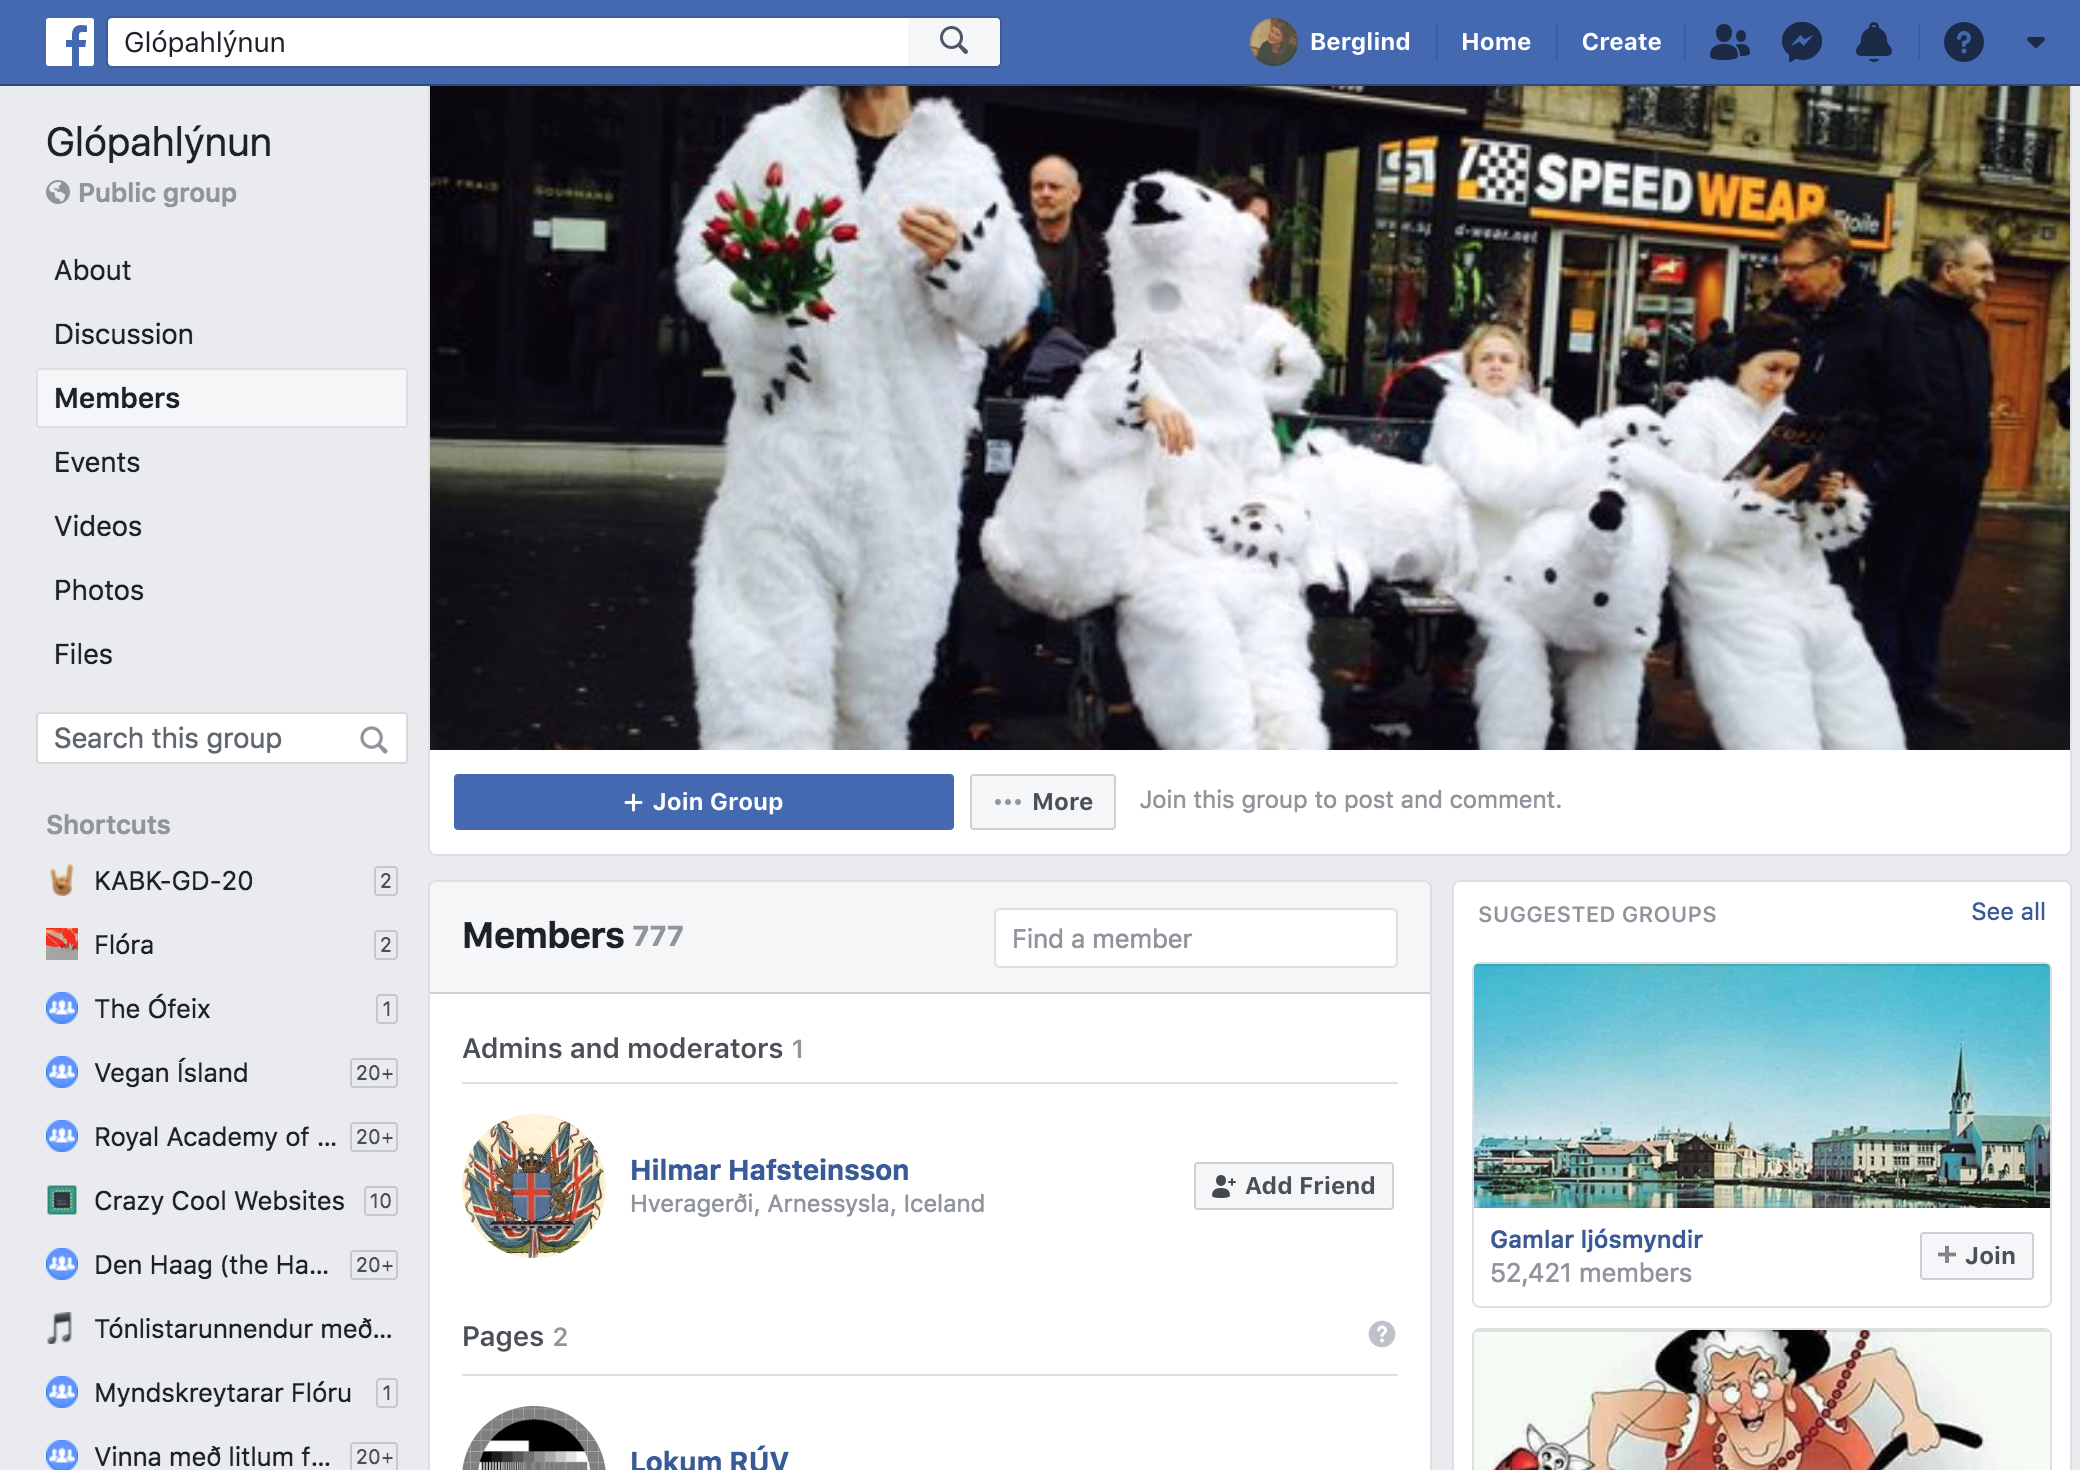 Glópahlýnun
Berglind
Home
Create
Glópahlýnun
Public group
About
Discussion
Members
Events
Videos
Photos
Files
Search this group
Shortcuts
KABK-GD-20 2
Flóra 2
The Ófeix 1
Vegan Ísland 20+
Royal Academy of ... 20+
Crazy Cool Websites 10
Den Haag (the Ha... 20+
Tónlistarunnendur með...
Myndskreytarar Flóru 1
Vinna með litlum f... 20+
GOURMAND
SPEED WEAR
Etoile
+ Join Group
More
Join this group to post and comment.
Members 777
Find a member
Admins and moderators 1
Hilmar Hafsteinsson
Hveragerði, Arnessysla, Iceland
Add Friend
Pages 2
Lokum RÚV
SUGGESTED GROUPS
See all
Gamlar ljósmyndir
52,421 members
+ Join